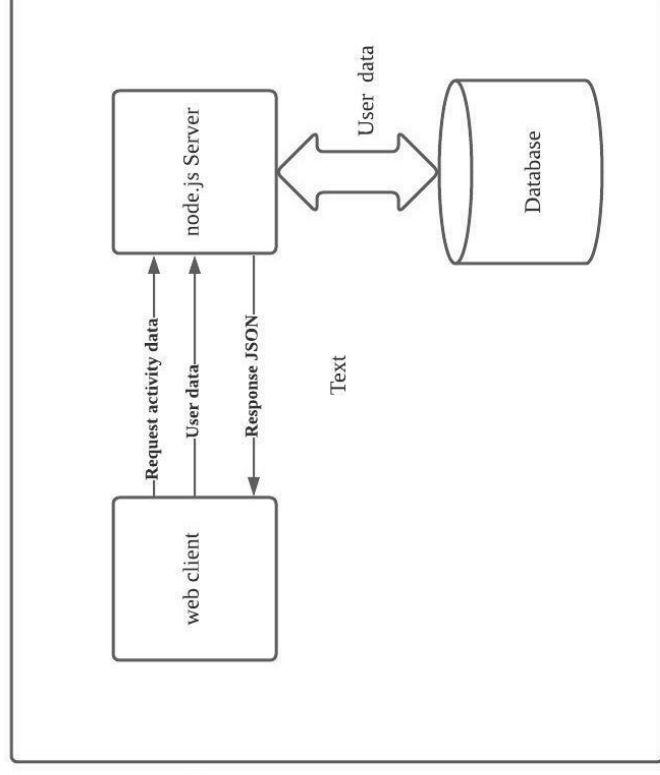 web client
Request activity data
User data
Response JSON
node.js Server
Text
User data
Database